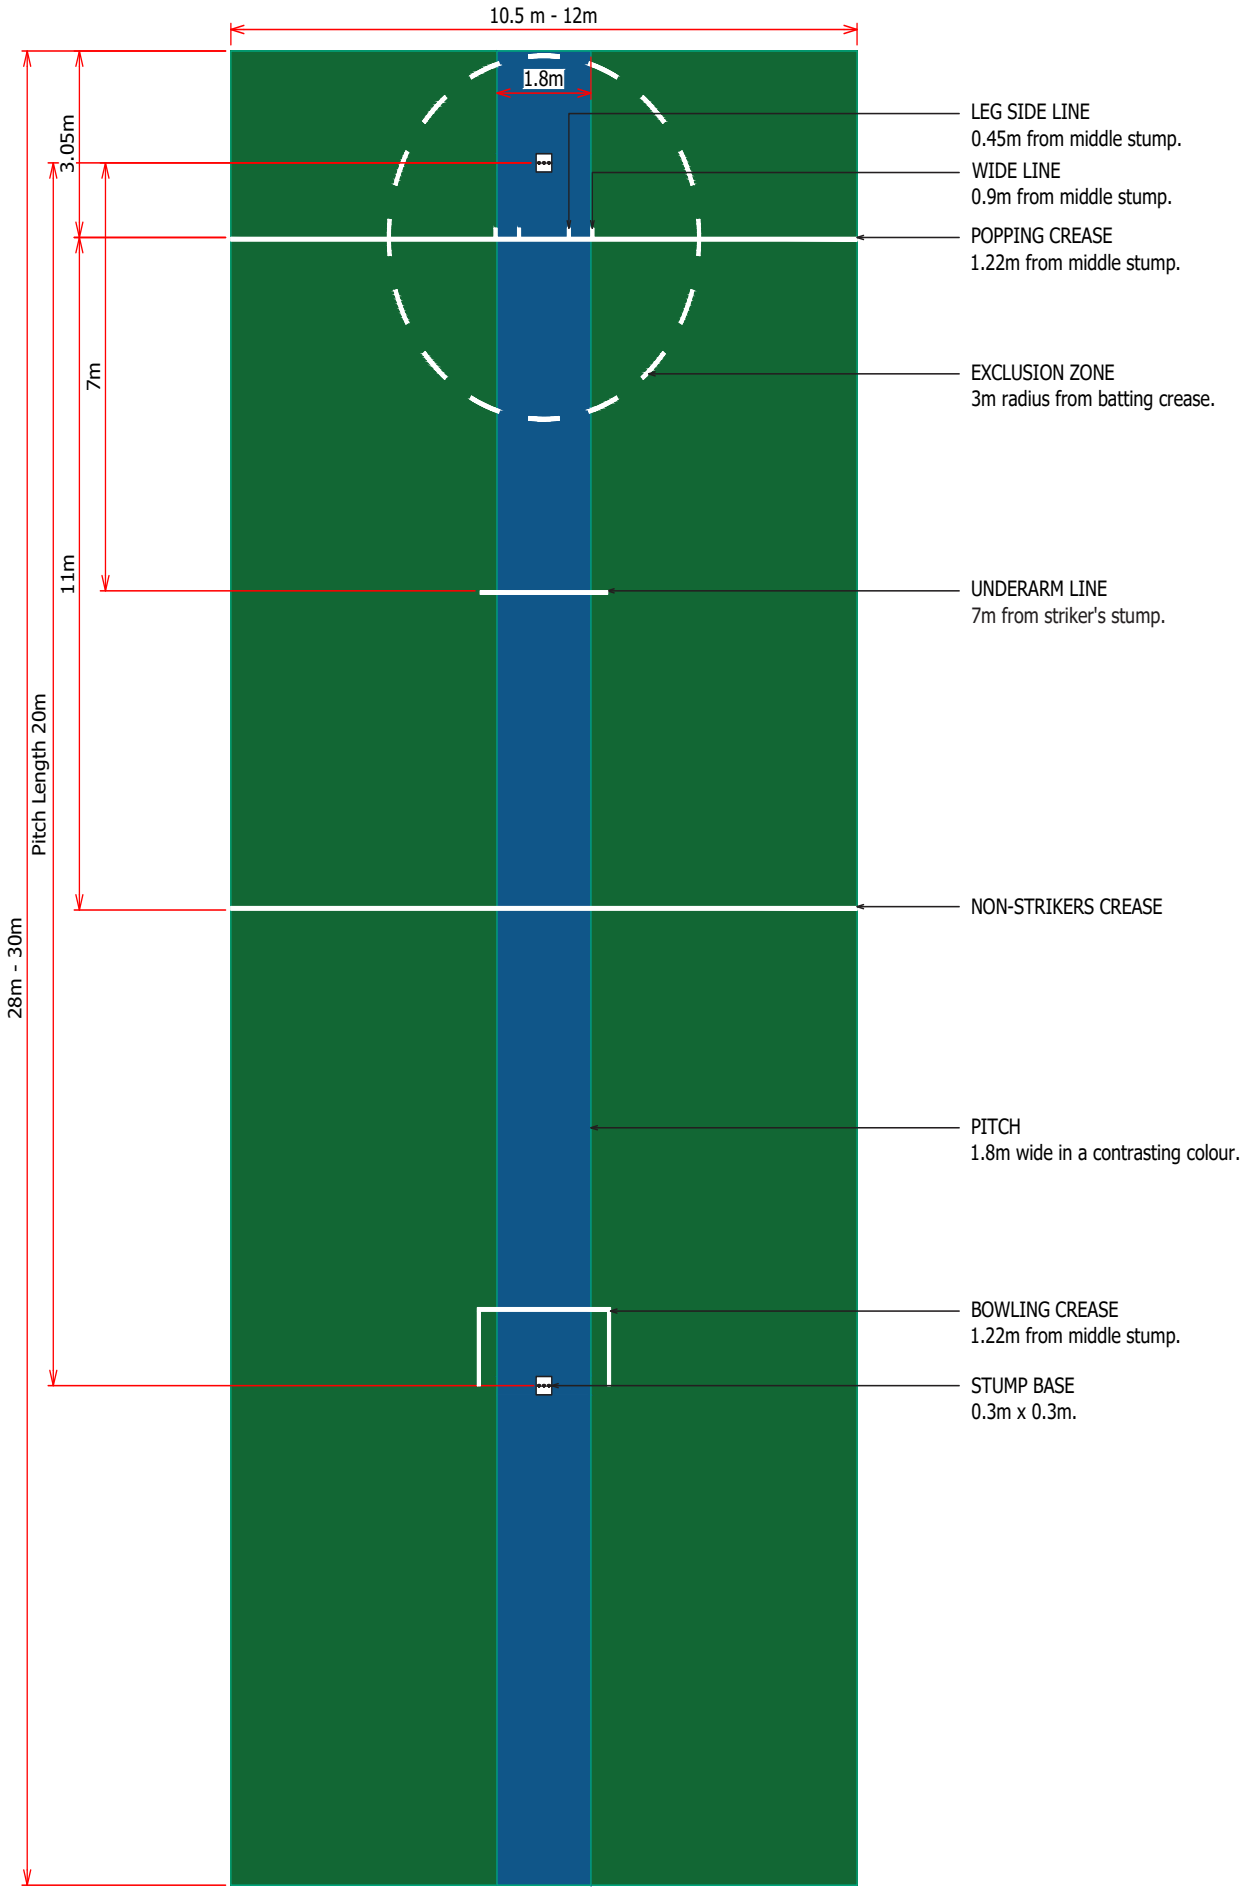 10.5 m - 12m
1.8m
3.05m
7m
11m
Pitch Length 20m
28m - 30m
LEG SIDE LINE
0.45m from middle stump.
WIDE LINE
0.9m from middle stump.
POPPING CREASE
1.22m from middle stump.
EXCLUSION ZONE
3m radius from batting crease.
UNDERARM LINE
7m from striker's stump.
NON-STRIKERS CREASE
PITCH
1.8m wide in a contrasting colour.
BOWLING CREASE
1.22m from middle stump.
STUMP BASE
0.3m x 0.3m.